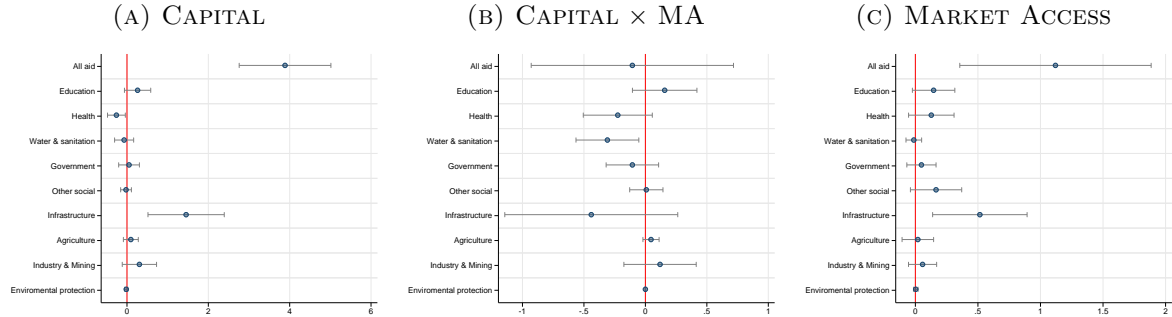 (A) CAPITAL
All aid
Education
Health
Water & sanitation
Government
Other social
Infrastructure
Agriculture
Industry & Mining
Enviromental protection
0 2 4 6
(B) CAPITAL × MA
All aid
Education
Health
Water & sanitation
Government
Other social
Infrastructure
Agriculture
Industry & Mining
Enviromental protection
-1 -.5 0 .5 1
(C) MARKET ACCESS
All aid
Education
Health
Water & sanitation
Government
Other social
Infrastructure
Agriculture
Industry & Mining
Enviromental protection
0 .5 1 1.5 2